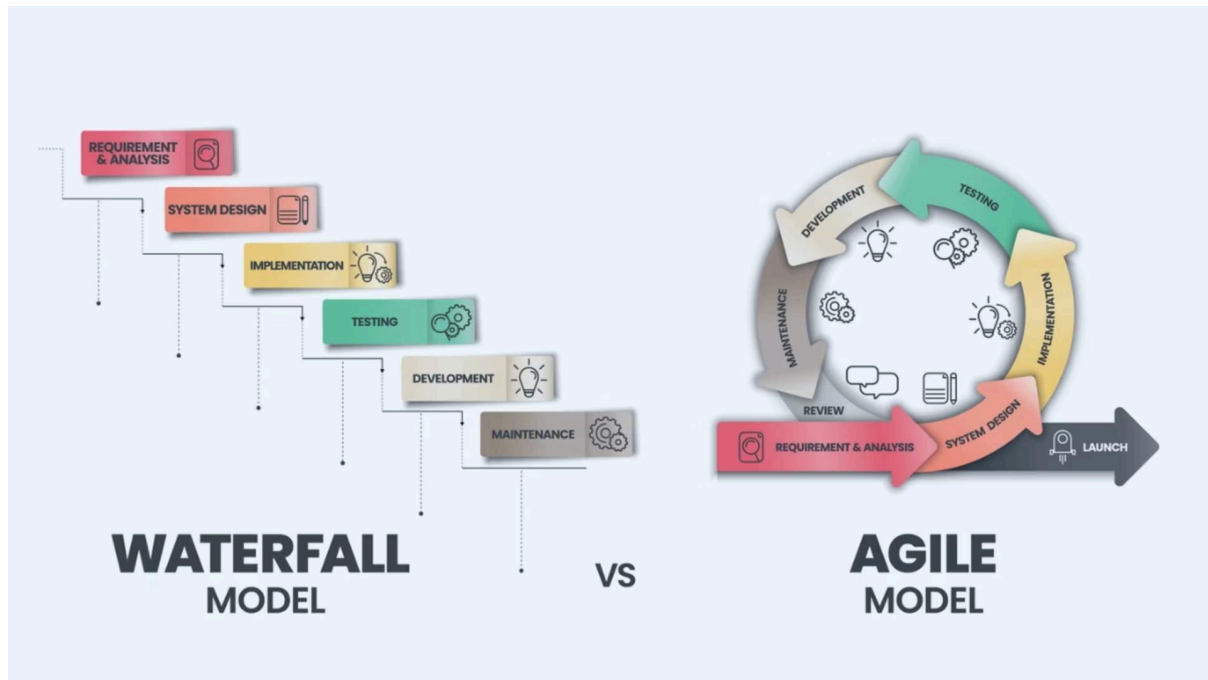 REQUIREMENT
& ANALYSIS
SYSTEM DESIGN
IMPLEMENTATION
TESTING
DEVELOPMENT
MAINTENANCE
WATERFALL
MODEL
VS
TESTING
DEVELOPMENT
IMPLEMENTATION
MAINTENANCE
REVIEW
REQUIREMENT & ANALYSIS
SYSTEM DESIGN
LAUNCH
AGILE
MODEL